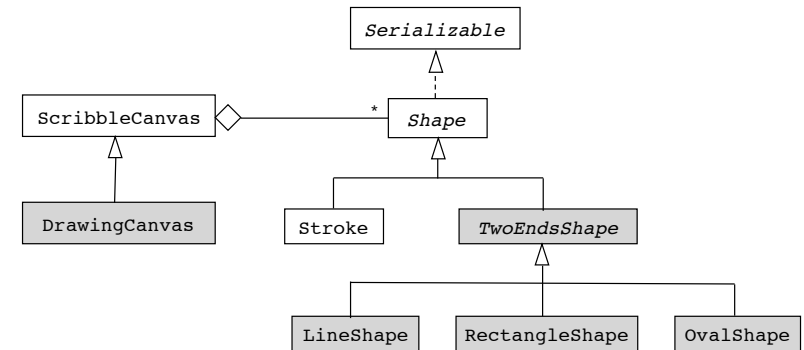 Serializable
ScribbleCanvas
*
Shape
DrawingCanvas
Stroke
TwoEndsShape
LineShape
RectangleShape
OvalShape